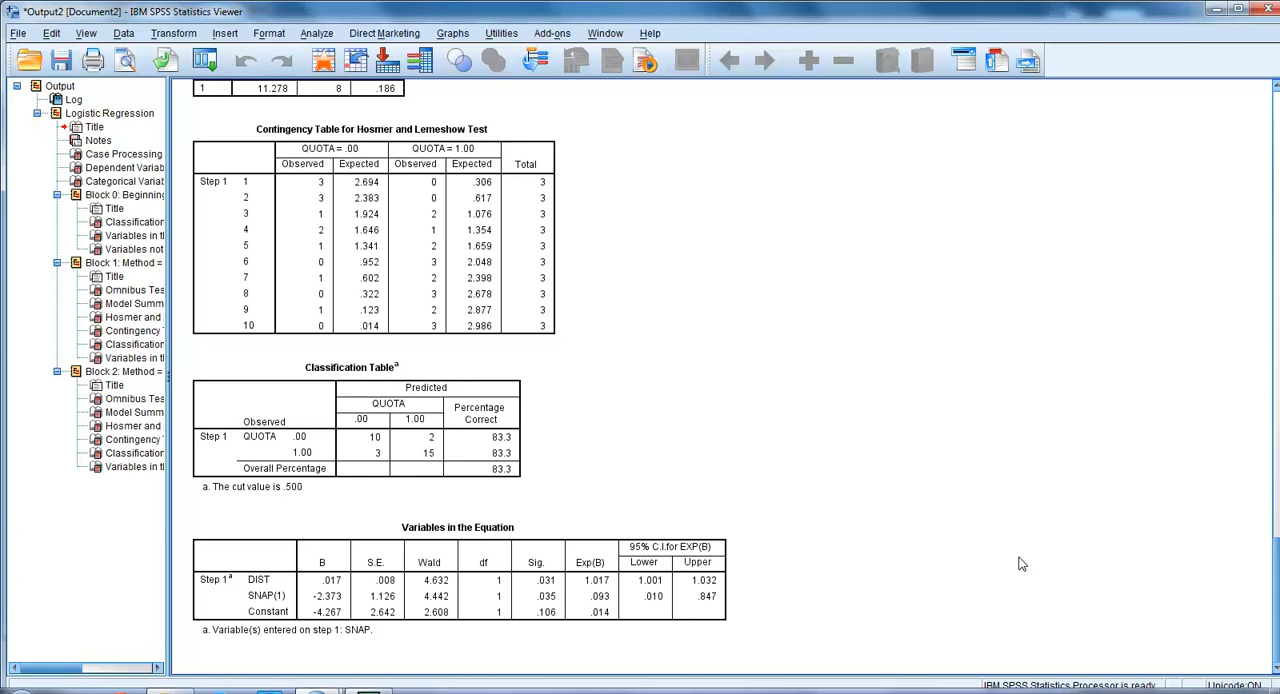 *Output2 [Document2] - IBM SPSS Statistics Viewer
File Edit View Data Transform Insert Format Analyze Direct Marketing Graphs Utilities Add-ons Window Help
Output
Log
Logistic Regression
Title
Notes
Case Processing
Dependent Variab
Categorical Variab
Block 0: Beginning
Title
Classification
Variables in th
Variables not
Block 1: Method =
Title
Omnibus Tes
Model Summ
Hosmer and
Contingency
Classification
Variables in th
Block 2: Method =
Title
Omnibus Tes
Model Summ
Hosmer and
Contingency
Classification
Variables in th
1 11.278 8 .186
Contingency Table for Hosmer and Lemeshow Test
QUOTA = .00 QUOTA = 1.00
Observed Expected Observed Expected Total
Step 1 1 3 2.694 0 .306 3
2 3 2.383 0 .617 3
3 1 1.924 2 1.076 3
4 2 1.646 1 1.354 3
5 1 1.341 2 1.659 3
6 0 .952 3 2.048 3
7 1 .602 2 2.398 3
8 0 .322 3 2.678 3
9 1 .123 2 2.877 3
10 0 .014 3 2.986 3
Classification Tablea
Predicted
QUOTA Percentage
Observed .00 1.00 Correct
Step 1 QUOTA .00 10 2 83.3
1.00 3 15 83.3
Overall Percentage 83.3
a. The cut value is .500
Variables in the Equation
95% C.I.for EXP(B)
B S.E. Wald df Sig. Exp(B) Lower Upper
Step 1a DIST .017 .008 4.632 1 .031 1.017 1.001 1.032
SNAP(1) -2.373 1.126 4.442 1 .035 .093 .010 .847
Constant -4.267 2.642 2.608 1 .106 .014
a. Variable(s) entered on step 1: SNAP.
IBM SPSS Statistics Processor is ready Unicode:ON